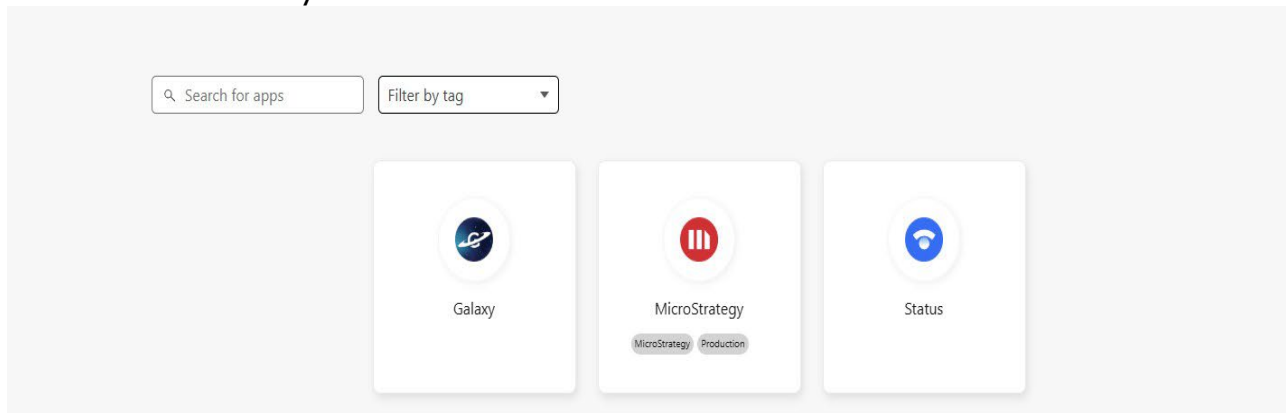 Search for apps
Filter by tag
Galaxy
MicroStrategy
Status
MicroStrategy
Production